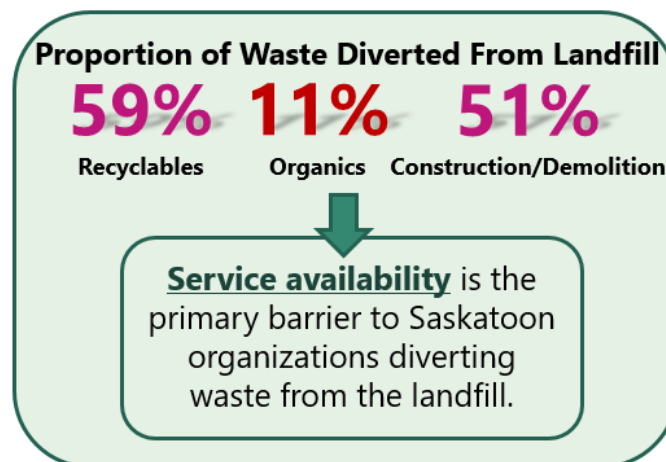 Proportion of Waste Diverted From Landfill
59% 11% 51%
Recyclables Organics Construction/Demolition
Service availability is the
primary barrier to Saskatoon
organizations diverting
waste from the landfill.